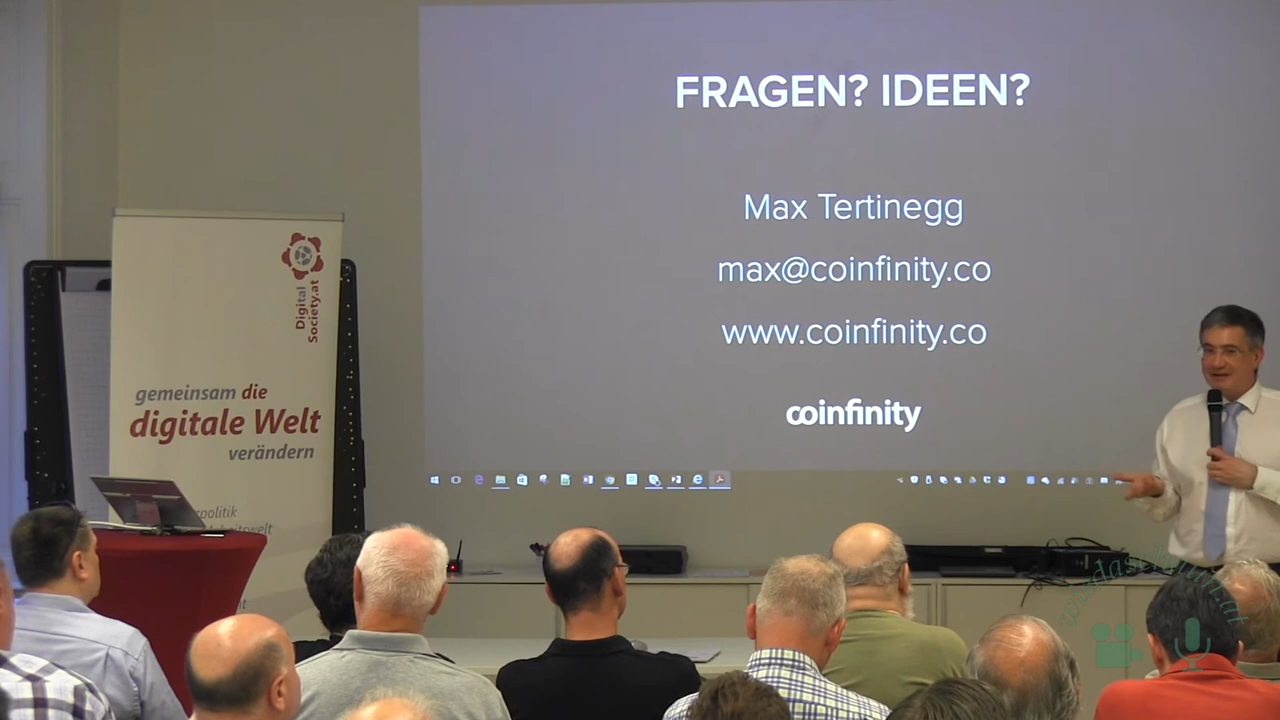 FRAGEN? IDEEN?
Max Tertinegg
max@coinfinity.co
www.coinfinity.co
coinfinity
Digital
Society.at
gemeinsam die
digitale Welt
verändern